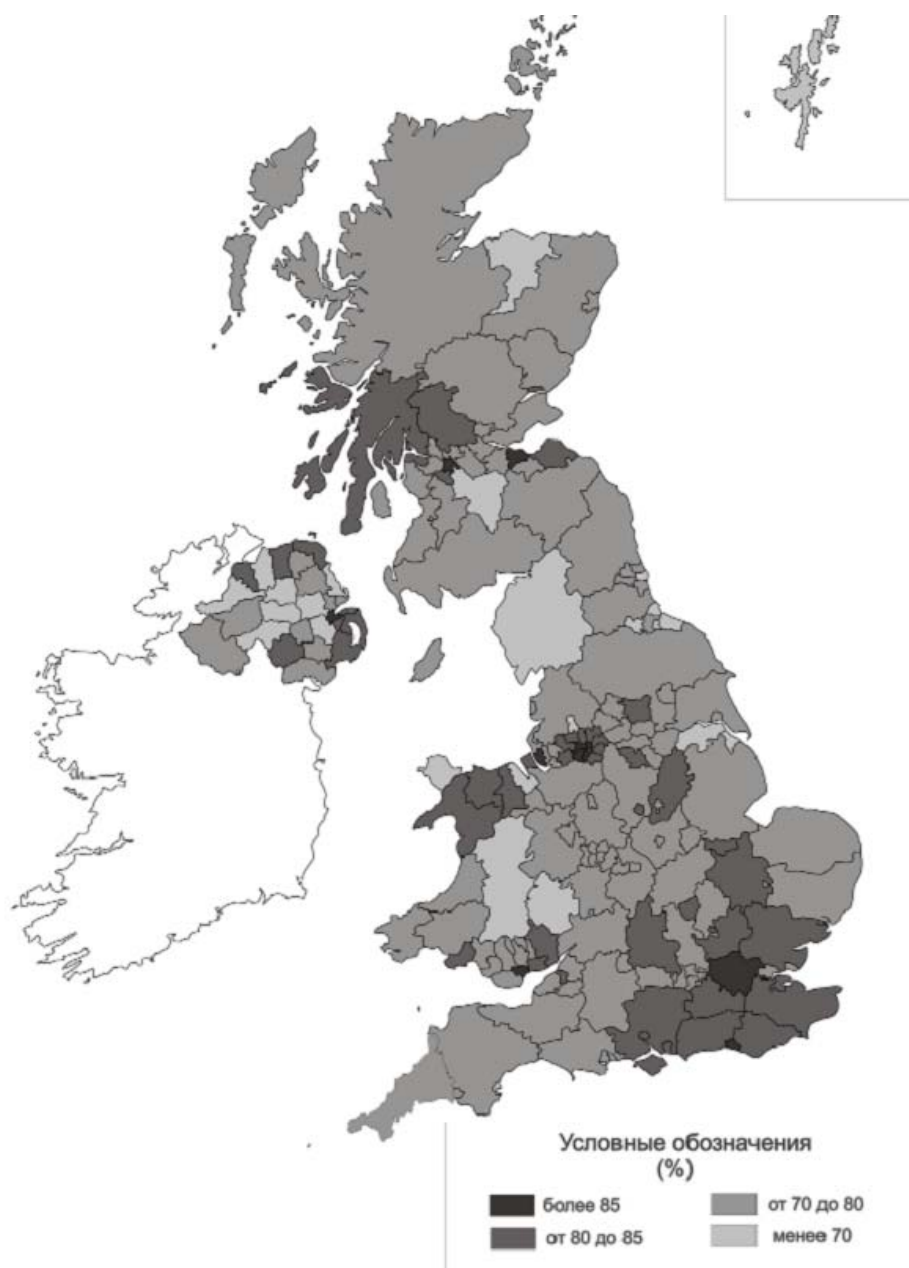 Условные обозначения
(%)
более 85
от 70 до 80
от 80 до 85
менее 70